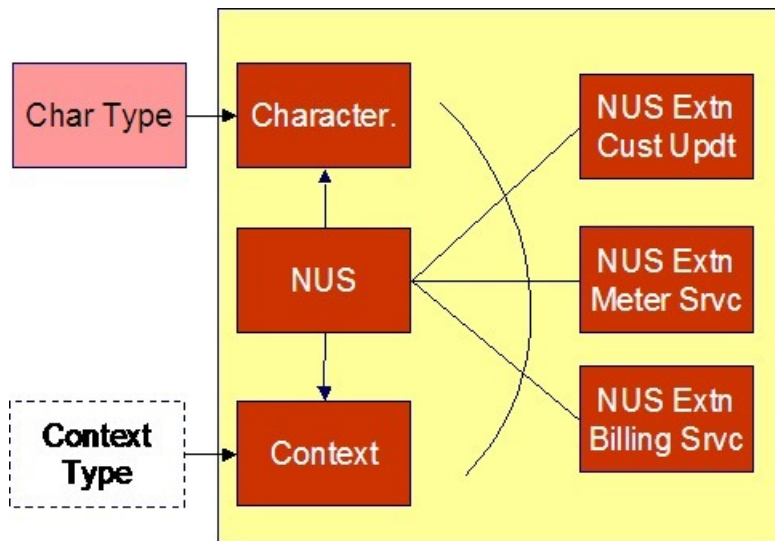 Char Type
Character.
NUS Extn
Cust Updt
NUS
NUS Extn
Meter Srvc
Context
Type
Context
NUS Extn
Billing Srvc